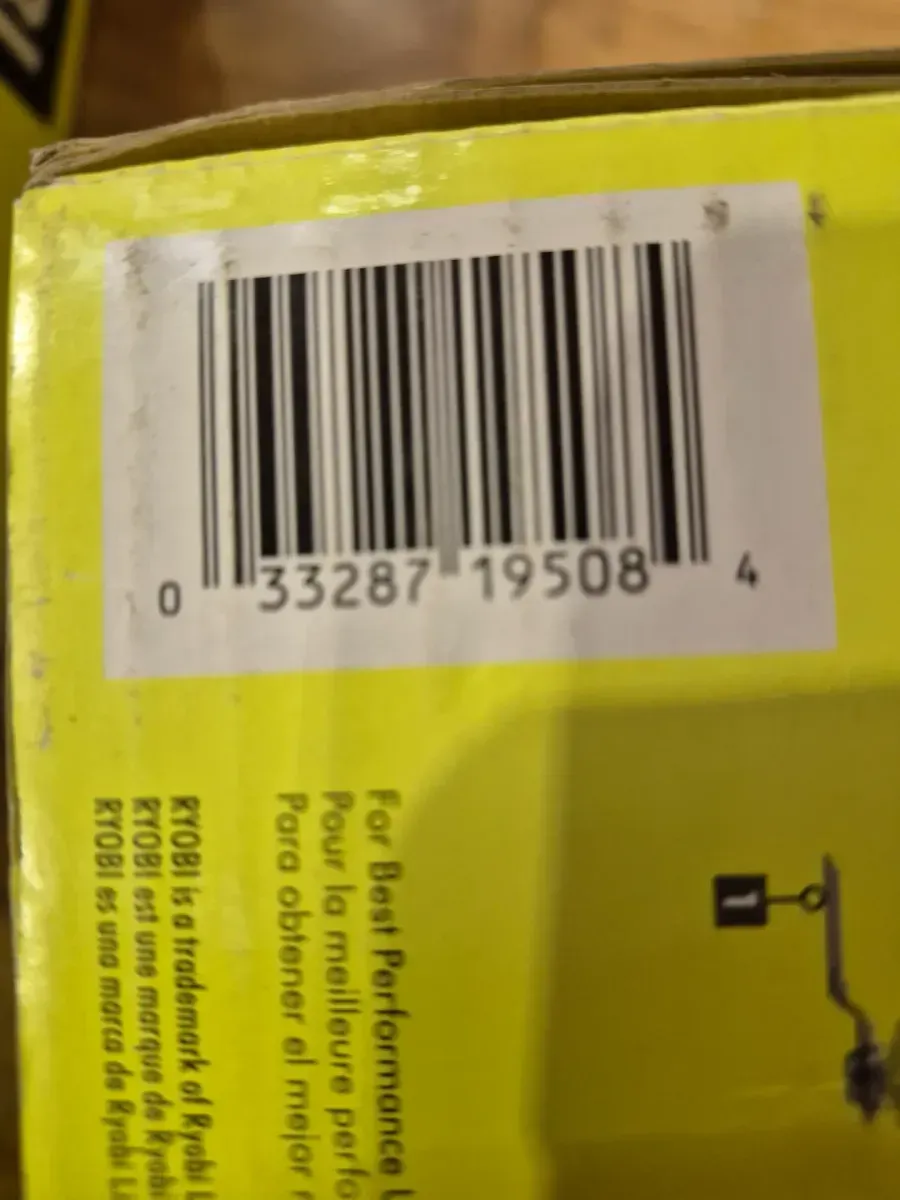 0 33287 19508 4
For Best Performance
Pour la meilleure
Para obtener el mejor
RYOBI is a trademark of Ryobi
RYOBI est une marque de Ryobi
RYOBI es una marca de Ryobi
1